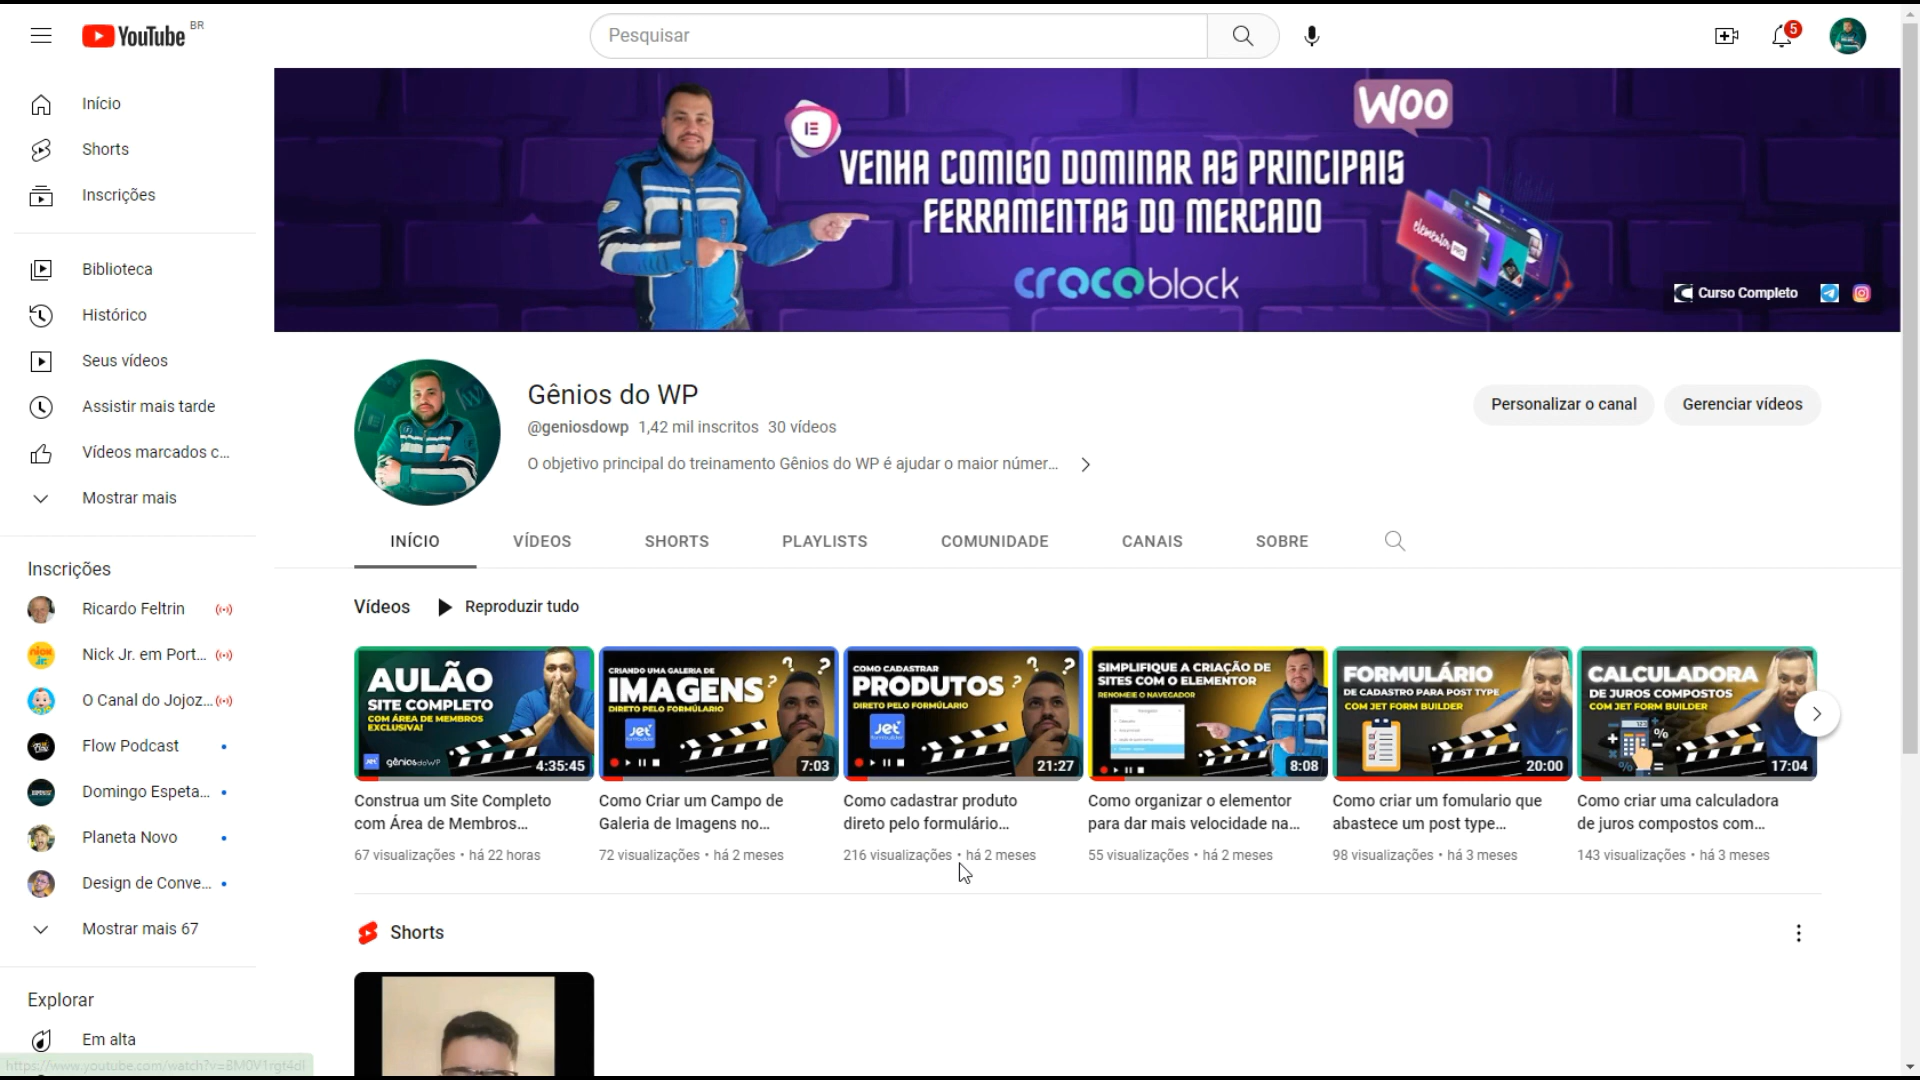 YouTube BR
Pesquisar
5
Início
Shorts
Inscrições
Biblioteca
Histórico
Seus vídeos
Assistir mais tarde
Vídeos marcados c...
Mostrar mais
Inscrições
Ricardo Feltrin
Nick Jr. em Port...
O Canal do Jojoz...
Flow Podcast
Domingo Espeta...
Planeta Novo
Design de Conve...
Mostrar mais 67
Explorar
Em alta
WOO
VENHA COMIGO DOMINAR AS PRINCIPAIS
FERRAMENTAS DO MERCADO
crocoblock
elementor PRO
Curso Completo
Gênios do WP
@geniosdowp 1,42 mil inscritos 30 vídeos
O objetivo principal do treinamento Gênios do WP é ajudar o maior númer...
Personalizar o canal
Gerenciar vídeos
INÍCIO VÍDEOS SHORTS PLAYLISTS COMUNIDADE CANAIS SOBRE
Vídeos Reproduzir tudo
AULÃO
SITE COMPLETO
COM ÁREA DE MEMBROS
EXCLUSIVA!
gêniosdoWP
4:35:45
Construa um Site Completo
com Área de Membros...
67 visualizações • há 22 horas
CRIANDO UMA GALERIA DE
IMAGENS ?
DIRETO PELO FORMULÁRIO
Jet
7:03
Como Criar um Campo de
Galeria de Imagens no...
72 visualizações • há 2 meses
COMO CADASTRAR
PRODUTOS ?
DIRETO PELO FORMULÁRIO
Jet
21:27
Como cadastrar produto
direto pelo formulário...
216 visualizações • há 2 meses
SIMPLIFIQUE A CRIAÇÃO DE
SITES COM O ELEMENTOR
RENOMEIE O NAVEGADOR
8:08
Como organizar o elementor
para dar mais velocidade na...
55 visualizações • há 2 meses
FORMULÁRIO
DE CADASTRO PARA POST TYPE
COM JET FORM BUILDER
20:00
Como criar um fomulario que
abastece um post type...
98 visualizações • há 3 meses
CALCULADORA
DE JUROS COMPOSTOS
COM JET FORM BUILDER
17:04
Como criar uma calculadora
de juros compostos com...
143 visualizações • há 3 meses
Shorts